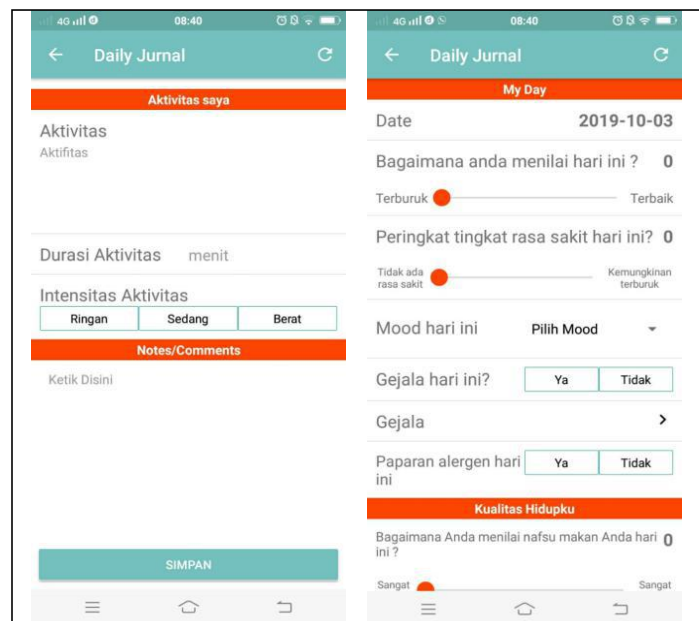 4G 08:40
Daily Jurnal
Aktivitas saya
Aktivitas
Aktifitas
Durasi Aktivitas menit
Intensitas Aktivitas
Ringan Sedang Berat
Notes/Comments
Ketik Disini
SIMPAN
4G 08:40
Daily Jurnal
My Day
Date 2019-10-03
Bagaimana anda menilai hari ini ? 0
Terburuk Terbaik
Peringkat tingkat rasa sakit hari ini? 0
Tidak ada Kemungkinan
rasa sakit terburuk
Mood hari ini Pilih Mood
Gejala hari ini? Ya Tidak
Gejala
Paparan alergen hari Ya Tidak
ini
Kualitas Hidupku
Bagaimana Anda menilai nafsu makan Anda hari 0
ini ?
Sangat Sangat